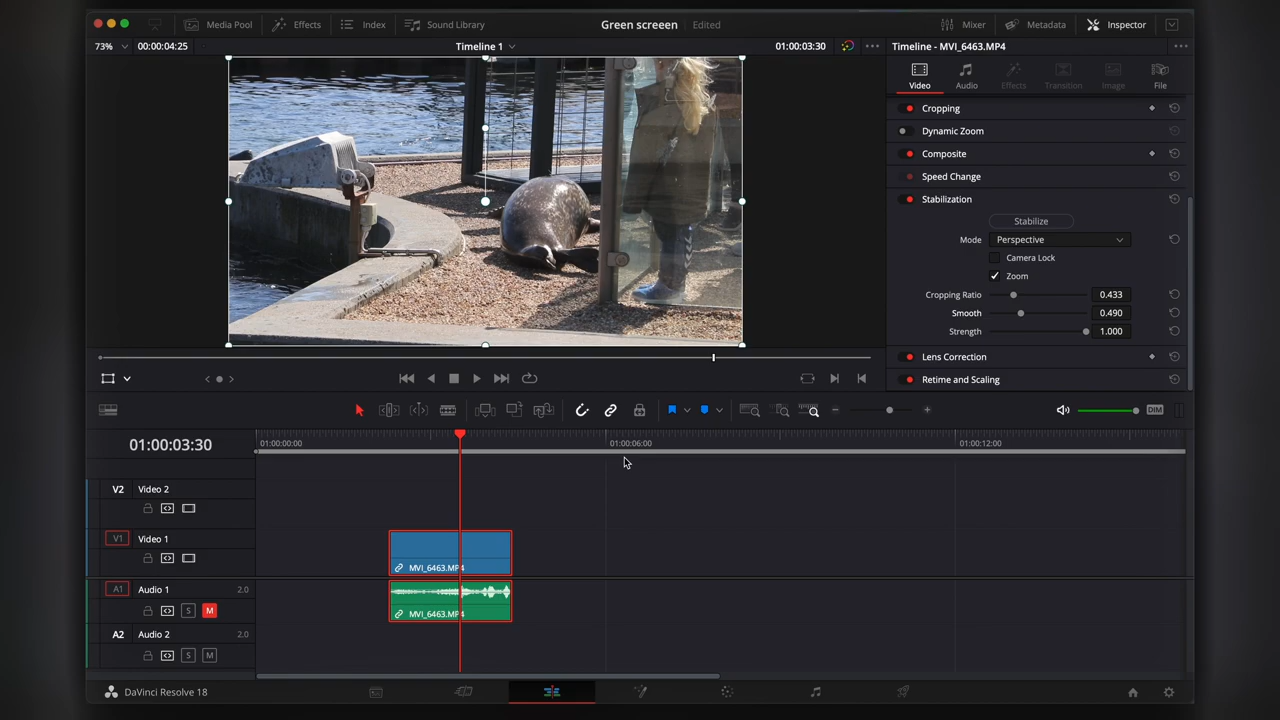 Media Pool Effects Index Sound Library Green screeen Edited Mixer Metadata Inspector
73% 00:00:04:25 Timeline 1 01:00:03:30 Timeline - MVI_6463.MP4
Video Audio Effects Transition Image File
Cropping
Dynamic Zoom
Composite
Speed Change
Stabilization
Stabilize
Mode Perspective
Camera Lock
Zoom
Cropping Ratio 0.433
Smooth 0.490
Strength 1.000
Lens Correction
Retime and Scaling
DIM
01:00:03:30 01:00:00:00 01:00:06:00 01:00:12:00
V2 Video 2
V1 Video 1
MVI_6463.MP4
A1 Audio 1 2.0
S M
MVI_6463.MP4
A2 Audio 2 2.0
S M
DaVinci Resolve 18